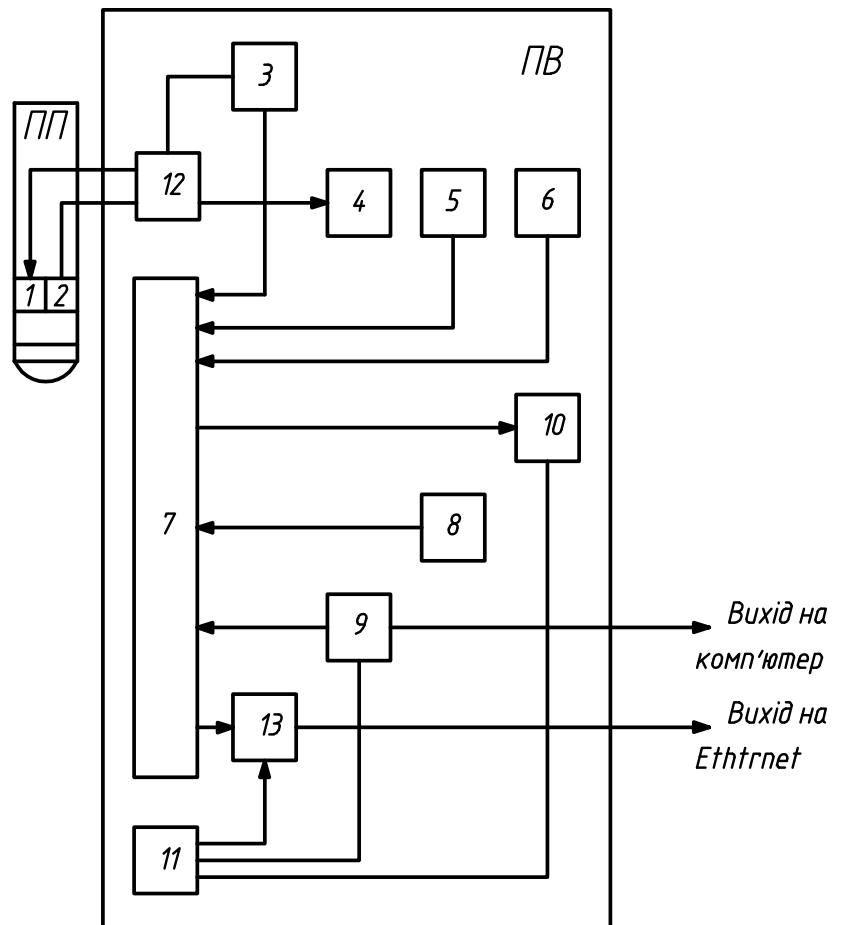 ПВ
3
ПП
12
4
5
6
1
2
10
7
8
9
Вихід на
комп'ютер
13
Вихід на
Ethtrnet
11